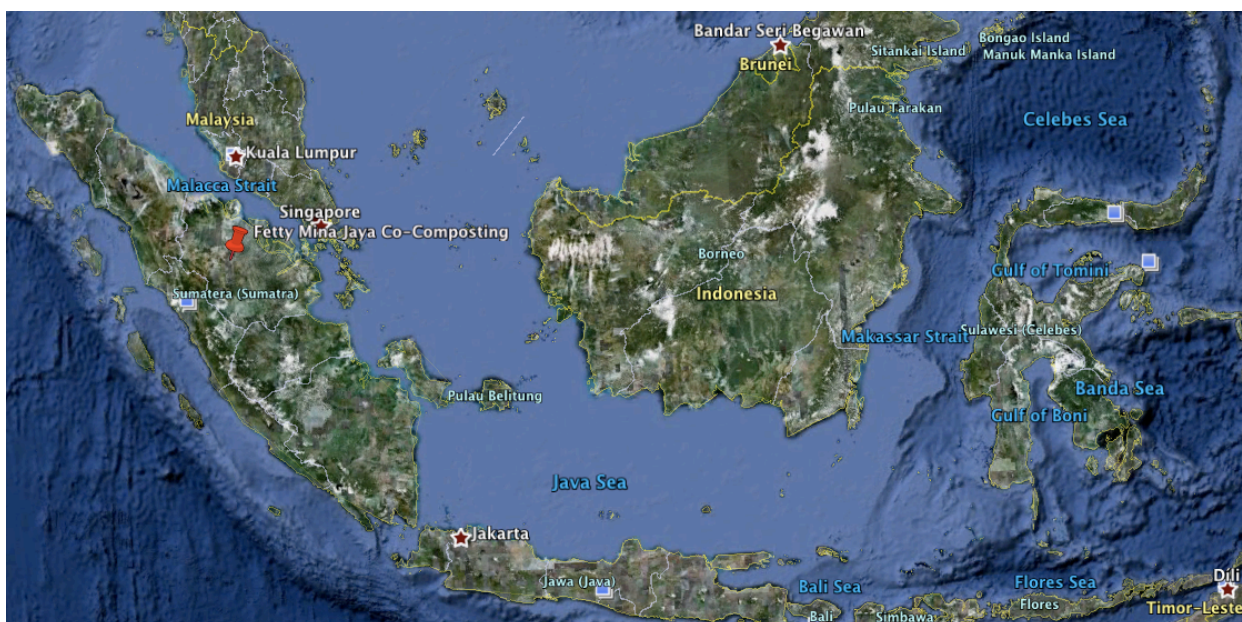 Bandar Seri Begawan
Bongao Island
Sitankai Island
Manuk Manka Island
Brunei
Pulau Tarakan
Malaysia
Celebes Sea
Kuala Lumpur
Malacca Strait
Singapore
Fetty Mina Jaya Co-Composting
Borneo
Gulf of Tomini
Sumatera (Sumatra)
Indonesia
Makassar Strait
Sulawesi (Celebes)
Pulau Belitung
Banda Sea
Gulf of Boni
Java Sea
Jakarta
Jawa (Java)
Bali Sea
Flores Sea
Dili
Flores
Timor-Leste
Bali
Simbawa